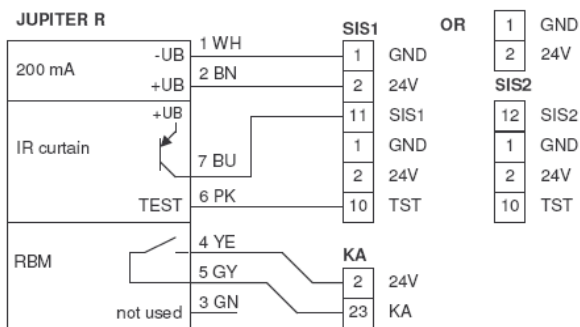 JUPITER R
SIS1
OR
1 GND
2 24V
200 mA
-UB
1 WH
1 GND
+UB
2 BN
2 24V
SIS2
+UB
11 SIS1
12 SIS2
IR curtain
7 BU
1 GND
1 GND
2 24V
2 24V
TEST
6 PK
10 TST
10 TST
RBM
4 YE
KA
5 GY
2 24V
not used
3 GN
23 KA